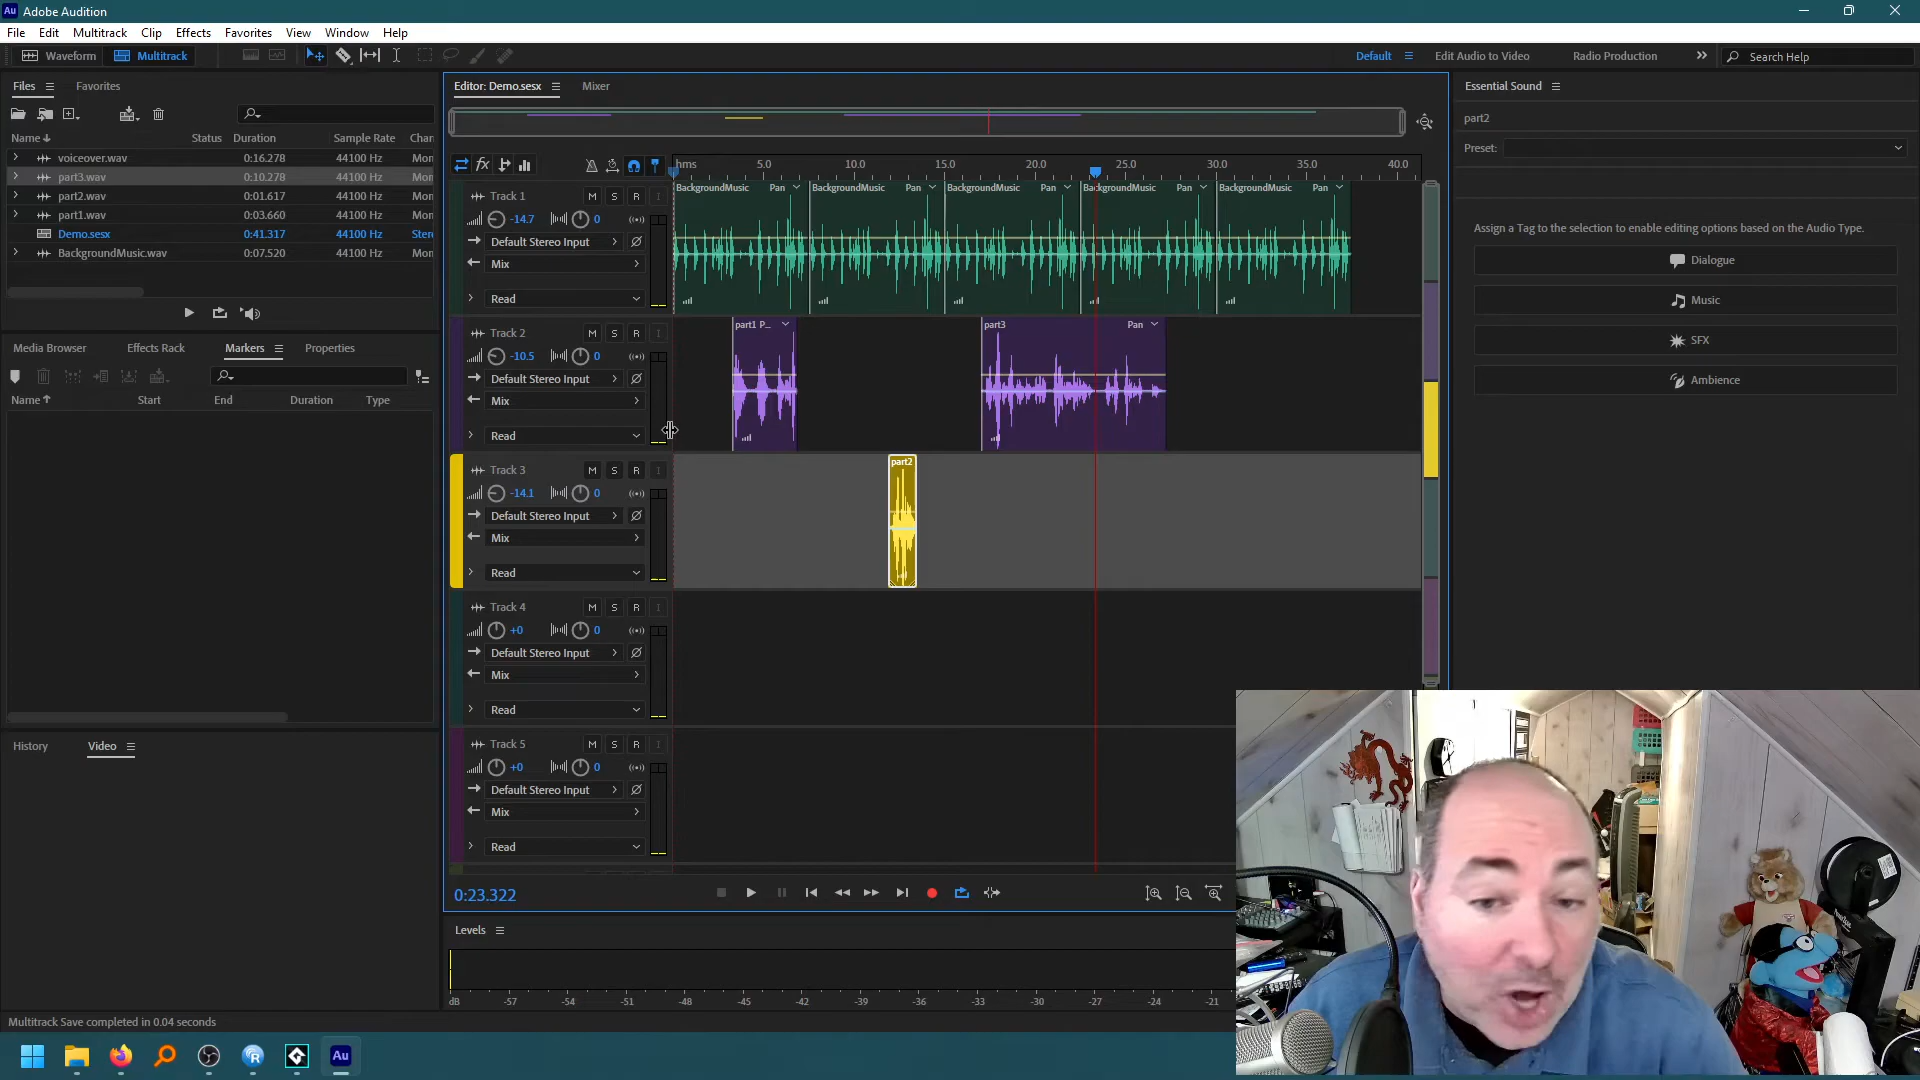 Au Adobe Audition
File Edit Multitrack Clip Effects Favorites View Window Help
Waveform Multitrack Default Edit Audio to Video Radio Production Search Help
Files Favorites
Name Status Duration Sample Rate Chan
voiceover.wav 0:16.278 44100 Hz Mon
part3.wav 0:10.278 44100 Hz Mon
part2.wav 0:01.617 44100 Hz Mon
part1.wav 0:03.660 44100 Hz Mon
Demo.sesx 0:41.317 44100 Hz Stere
BackgroundMusic.wav 0:07.520 44100 Hz Mon
Media Browser Effects Rack Markers Properties
Name Start End Duration Type
History Video
Editor: Demo.sesx Mixer
fx
hms 5.0 10.0 15.0 20.0 25.0 30.0 35.0 40.0
Track 1 M S R I
-14.7 0
Default Stereo Input
Mix
Read
BackgroundMusic Pan BackgroundMusic Pan BackgroundMusic Pan BackgroundMusic Pan BackgroundMusic Pan
Track 2 M S R I
-10.5 0
Default Stereo Input
Mix
Read
part1 P... part3 Pan
Track 3 M S R I
-14.1 0
Default Stereo Input
Mix
Read
part2
Track 4 M S R I
+0 0
Default Stereo Input
Mix
Read
Track 5 M S R I
+0 0
Default Stereo Input
Mix
Read
0:23.322
Levels
dB -57 -54 -51 -48 -45 -42 -39 -36 -33 -30 -27 -24 -21
Essential Sound
part2
Preset:
Assign a Tag to the selection to enable editing options based on the Audio Type.
Dialogue
Music
SFX
Ambience
Multitrack Save completed in 0.04 seconds
R Au